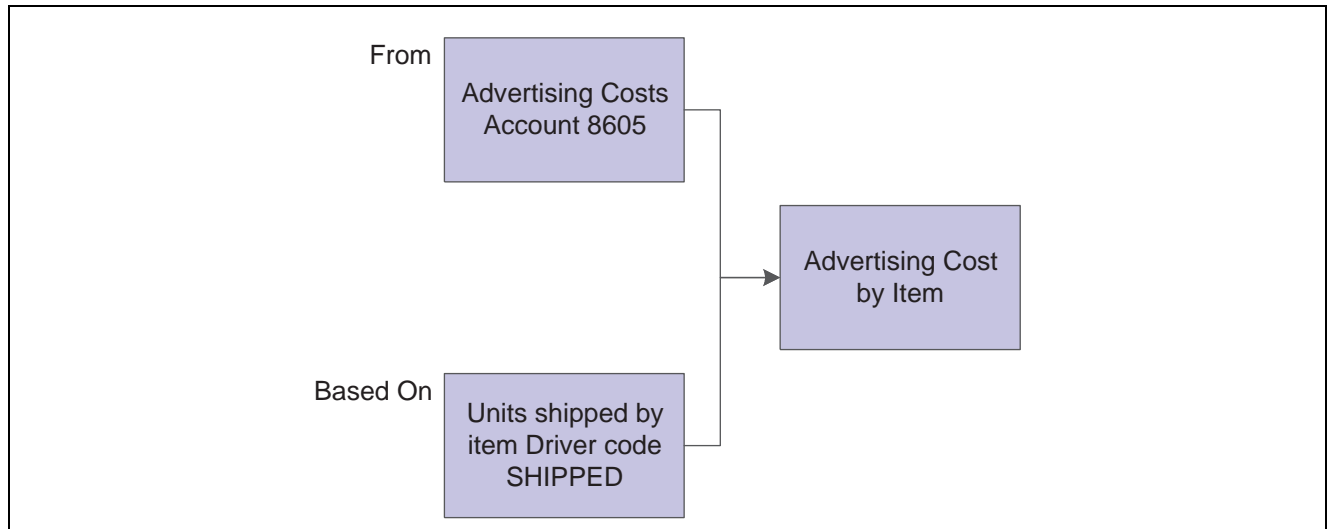 From
Advertising Costs
Account 8605
Advertising Cost
by Item
Based On
Units shipped by
item Driver code
SHIPPED